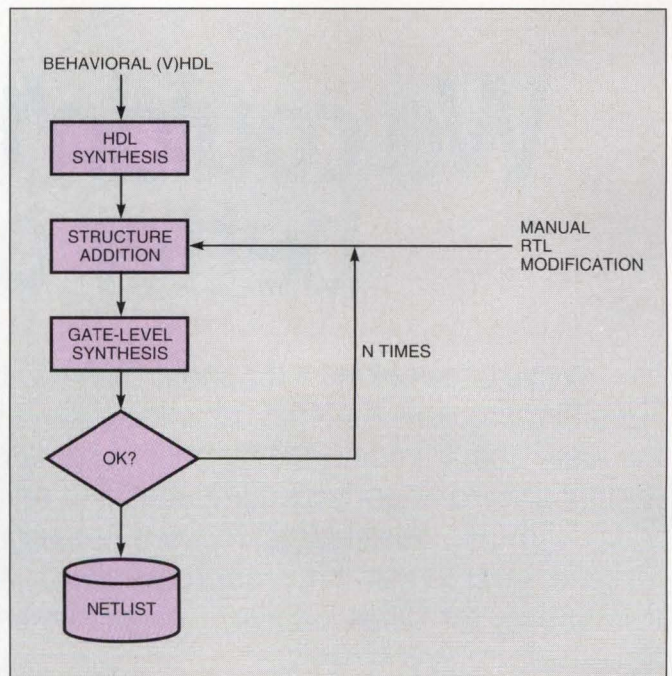 BEHAVIORAL (V)HDL
HDL
SYNTHESIS
STRUCTURE
ADDITION
MANUAL
RTL
MODIFICATION
GATE-LEVEL
SYNTHESIS
N TIMES
OK?
NETLIST